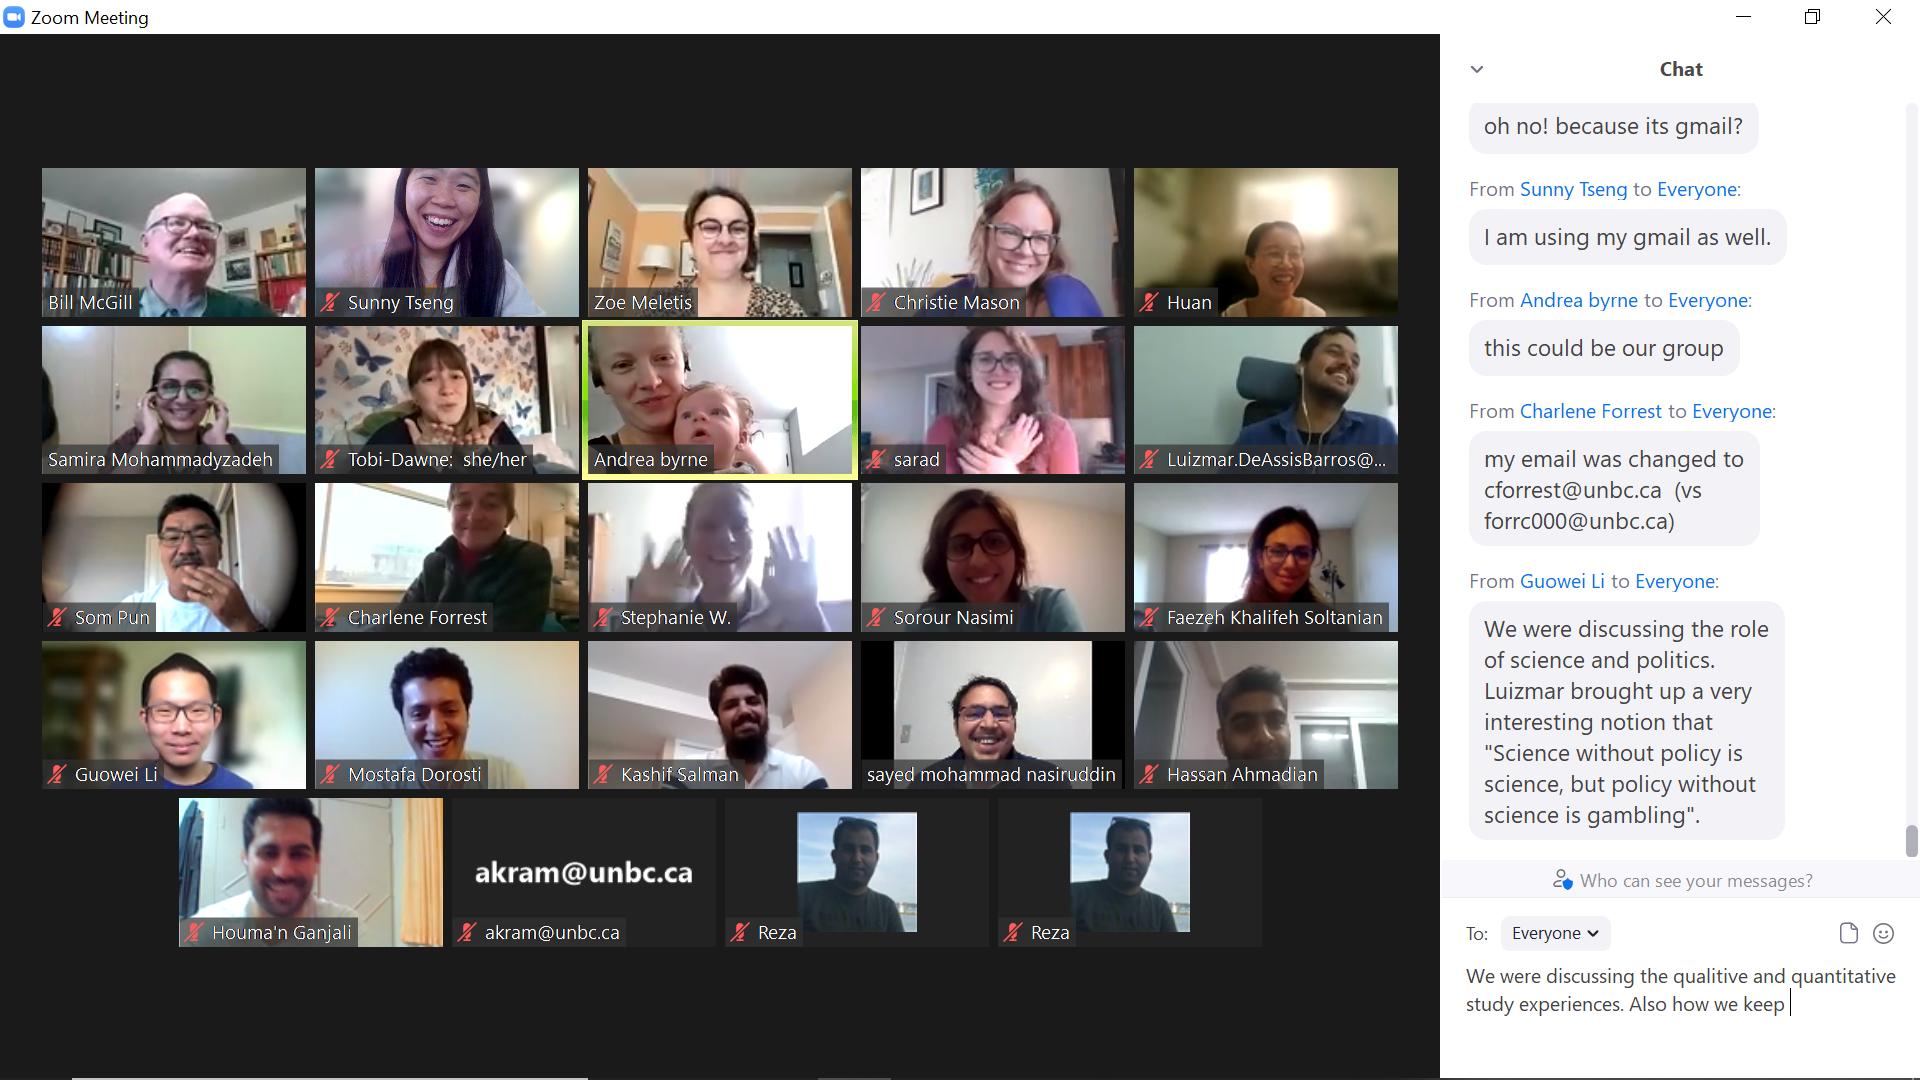 Zoom Meeting
Bill McGill
Sunny Tseng
Zoe Meletis
Christie Mason
Huan
Samira Mohammadyzadeh
Tobi-Dawne: she/her
Andrea byrne
sarad
Luizmar.DeAssisBarros@...
Som Pun
Charlene Forrest
Stephanie W.
Sorour Nasimi
Faezeh Khalifeh Soltanian
Guowei Li
Mostafa Dorosti
Kashif Salman
sayed mohammad nasiruddin
Hassan Ahmadian
Houma'n Ganjali
akram@unbc.ca
akram@unbc.ca
Reza
Reza
Chat
oh no! because its gmail?
From Sunny Tseng to Everyone:
I am using my gmail as well.
From Andrea byrne to Everyone:
this could be our group
From Charlene Forrest to Everyone:
my email was changed to
cforrest@unbc.ca (vs
forrc000@unbc.ca)
From Guowei Li to Everyone:
We were discussing the role
of science and politics.
Luizmar brought up a very
interesting notion that
"Science without policy is
science, but policy without
science is gambling".
Who can see your messages?
To: Everyone
We were discussing the qualitive and quantitative
study experiences. Also how we keep